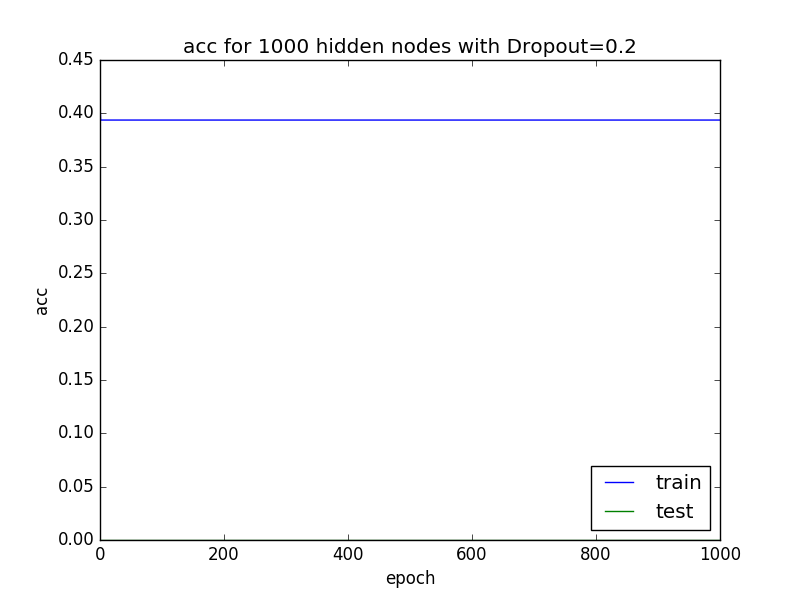 acc for 1000 hidden nodes with Dropout=0.2
0.45
0.40
0.35
0.30
0.25
0.20
0.15
0.10
0.05
0.00
acc
train
test
0 200 400 600 800 1000
epoch